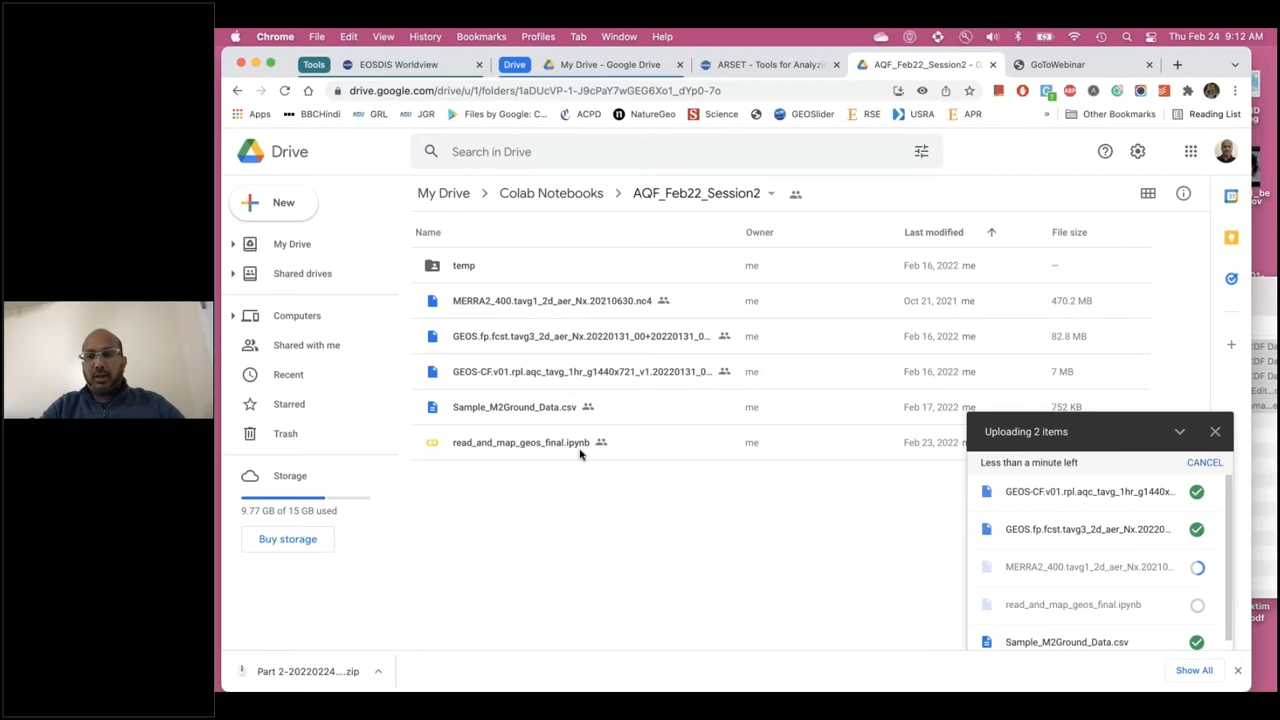 Chrome File Edit View History Bookmarks Profiles Tab Window Help Thu Feb 24 9:12 AM
Tools EOSDIS Worldview Drive My Drive - Google Drive ARSET - Tools for Analyzi AQF_Feb22_Session2 - G GoToWebinar
drive.google.com/drive/u/1/folders/1aDUcVP-1-J9cPaY7wGEG6Xo1_dYp0-7o
Apps BBCHindi GRL JGR Files by Google: C... ACPD NatureGeo Science GEOSlider RSE USRA APR » Other Bookmarks Reading List
Drive Search in Drive
New
My Drive
Shared drives
Computers
Shared with me
Recent
Starred
Trash
Storage
9.77 GB of 15 GB used
Buy storage
My Drive > Colab Notebooks > AQF_Feb22_Session2
Name Owner Last modified File size
temp me Feb 16, 2022 me –
MERRA2_400.tavg1_2d_aer_Nx.20210630.nc4 me Oct 21, 2021 me 470.2 MB
GEOS.fp.fcst.tavg3_2d_aer_Nx.20220131_00+20220131_0... me Feb 16, 2022 me 82.8 MB
GEOS-CF.v01.rpl.aqc_tavg_1hr_g1440x721_v1.20220131_0... me Feb 16, 2022 me 7 MB
Sample_M2Ground_Data.csv me Feb 17, 2022 me 752 KB
read_and_map_geos_final.ipynb me Feb 23, 2022 me
Uploading 2 items
Less than a minute left CANCEL
GEOS-CF.v01.rpl.aqc_tavg_1hr_g1440x...
GEOS.fp.fcst.tavg3_2d_aer_Nx.20220...
MERRA2_400.tavg1_2d_aer_Nx.20210...
read_and_map_geos_final.ipynb
Sample_M2Ground_Data.csv
Part 2-20220224....zip Show All